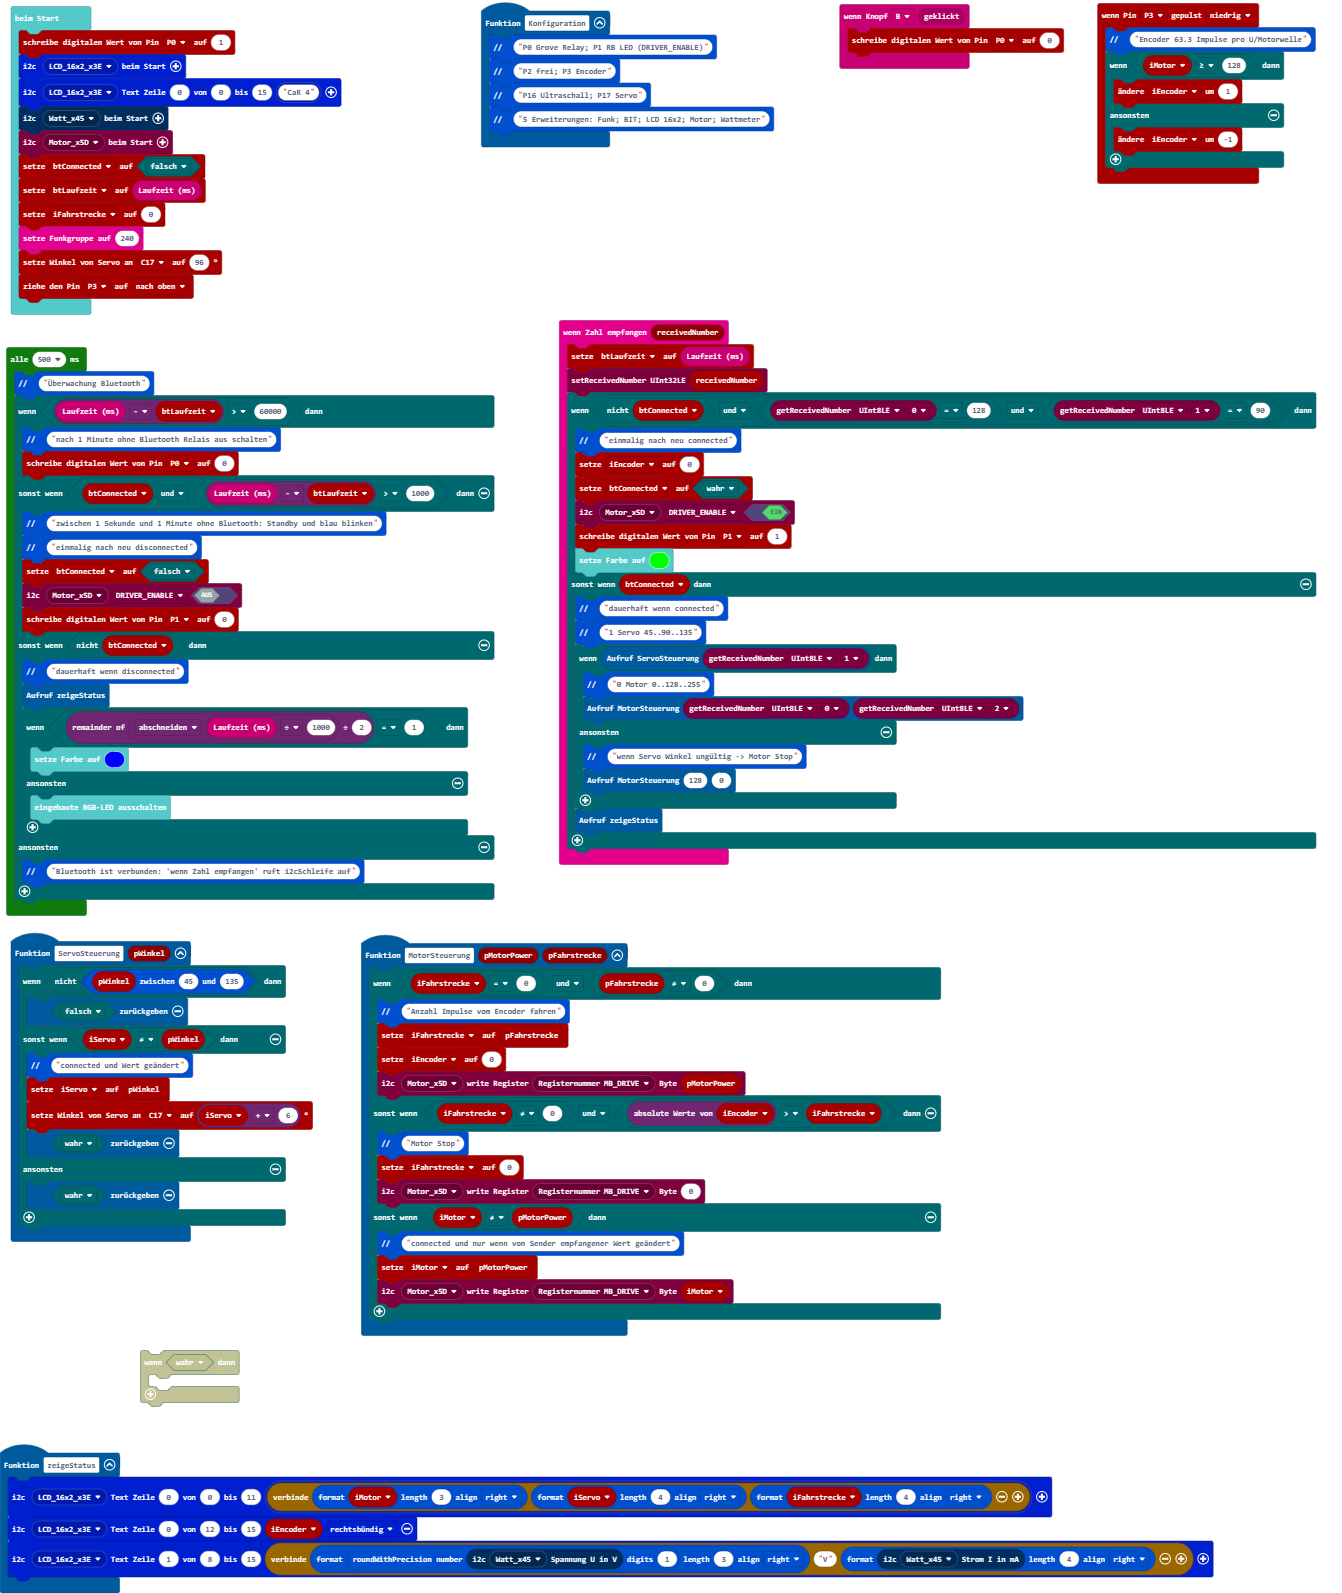 beim Start
schreibe digitalen Wert von Pin P0 auf 1
i2c LCD_16x2_x3E beim Start
i2c LCD_16x2_x3E Text Zeile 0 von 0 bis 15 "CaR 4"
i2c Watt_x45 beim Start
i2c Motor_x5D beim Start
setze btConnected auf falsch
setze btLaufzeit auf Laufzeit (ms)
setze iFahrstrecke auf 0
setze Funkgruppe auf 240
setze Winkel von Servo an C17 auf 96 °
ziehe den Pin P3 auf nach oben
Funktion Konfiguration
// "P0 Grove Relay; P1 RB LED (DRIVER_ENABLE)"
// "P2 frei; P3 Encoder"
// "P16 Ultraschall; P17 Servo"
// "5 Erweiterungen: Funk; BIT; LCD 16x2; Motor; Wattmeter"
wenn Knopf B geklickt
schreibe digitalen Wert von Pin P0 auf 0
wenn Pin P3 gepulst niedrig
// "Encoder 63.3 Impulse pro U/Motorwelle"
wenn iMotor ≥ 128 dann
ändere iEncoder um 1
ansonsten
ändere iEncoder um -1
alle 500 ms
// "Überwachung Bluetooth"
wenn Laufzeit (ms) - btLaufzeit > 60000 dann
// "nach 1 Minute ohne Bluetooth Relais aus schalten"
schreibe digitalen Wert von Pin P0 auf 0
sonst wenn btConnected und Laufzeit (ms) - btLaufzeit > 1000 dann
// "zwischen 1 Sekunde und 1 Minute ohne Bluetooth: Standby und blau blinken"
// "einmalig nach neu disconnected"
setze btConnected auf falsch
i2c Motor_x5D DRIVER_ENABLE AUS
schreibe digitalen Wert von Pin P1 auf 0
sonst wenn nicht btConnected dann
// "dauerhaft wenn disconnected"
Aufruf zeigeStatus
wenn remainder of abschneiden Laufzeit (ms) ÷ 1000 ÷ 2 = 1 dann
setze Farbe auf
ansonsten
eingebaute RGB-LED ausschalten
ansonsten
// "Bluetooth ist verbunden: 'wenn Zahl empfangen' ruft i2cSchleife auf"
wenn Zahl empfangen receivedNumber
setze btLaufzeit auf Laufzeit (ms)
setReceivedNumber UInt32LE receivedNumber
wenn nicht btConnected und getReceivedNumber UInt8LE 0 = 128 und getReceivedNumber UInt8LE 1 = 90 dann
// "einmalig nach neu connected"
setze iEncoder auf 0
setze btConnected auf wahr
i2c Motor_x5D DRIVER_ENABLE EIN
schreibe digitalen Wert von Pin P1 auf 1
setze Farbe auf
sonst wenn btConnected dann
// "dauerhaft wenn connected"
// "1 Servo 45..90..135"
wenn Aufruf ServoSteuerung getReceivedNumber UInt8LE 1 dann
// "0 Motor 0..128..255"
Aufruf MotorSteuerung getReceivedNumber UInt8LE 0 getReceivedNumber UInt8LE 2
ansonsten
// "wenn Servo Winkel ungültig -> Motor Stop"
Aufruf MotorSteuerung 128 0
Aufruf zeigeStatus
Funktion ServoSteuerung pWinkel
wenn nicht pWinkel zwischen 45 und 135 dann
falsch zurückgeben
sonst wenn iServo ≠ pWinkel dann
// "connected und Wert geändert"
setze iServo auf pWinkel
setze Winkel von Servo an C17 auf iServo + 6 °
wahr zurückgeben
ansonsten
wahr zurückgeben
Funktion MotorSteuerung pMotorPower pFahrstrecke
wenn iFahrstrecke = 0 und pFahrstrecke ≠ 0 dann
// "Anzahl Impulse vom Encoder fahren"
setze iFahrstrecke auf pFahrstrecke
setze iEncoder auf 0
i2c Motor_x5D write Register Registernummer MB_DRIVE Byte pMotorPower
sonst wenn iFahrstrecke ≠ 0 und absolute Werte von iEncoder > iFahrstrecke dann
// "Motor Stop"
setze iFahrstrecke auf 0
i2c Motor_x5D write Register Registernummer MB_DRIVE Byte 0
sonst wenn iMotor ≠ pMotorPower dann
// "connected und nur wenn von Sender empfangener Wert geändert"
setze iMotor auf pMotorPower
i2c Motor_x5D write Register Registernummer MB_DRIVE Byte iMotor
wenn wahr dann
Funktion zeigeStatus
i2c LCD_16x2_x3E Text Zeile 0 von 0 bis 11 verbinde format iMotor length 3 align right format iServo length 4 align right format iFahrstrecke length 4 align right
i2c LCD_16x2_x3E Text Zeile 0 von 12 bis 15 iEncoder rechtsbündig
i2c LCD_16x2_x3E Text Zeile 1 von 8 bis 15 verbinde format roundWithPrecision number i2c Watt_x45 Spannung U in V digits 1 length 3 align right "V" format i2c Watt_x45 Strom I in mA length 4 align right